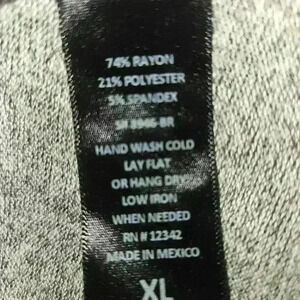 74% RAYON
21% POLYESTER
5% SPANDEX
HAND WASH COLD
LAY FLAT
OR HANG DRY
LOW IRON
WHEN NEEDED
RN # 12342
MADE IN MEXICO
XL